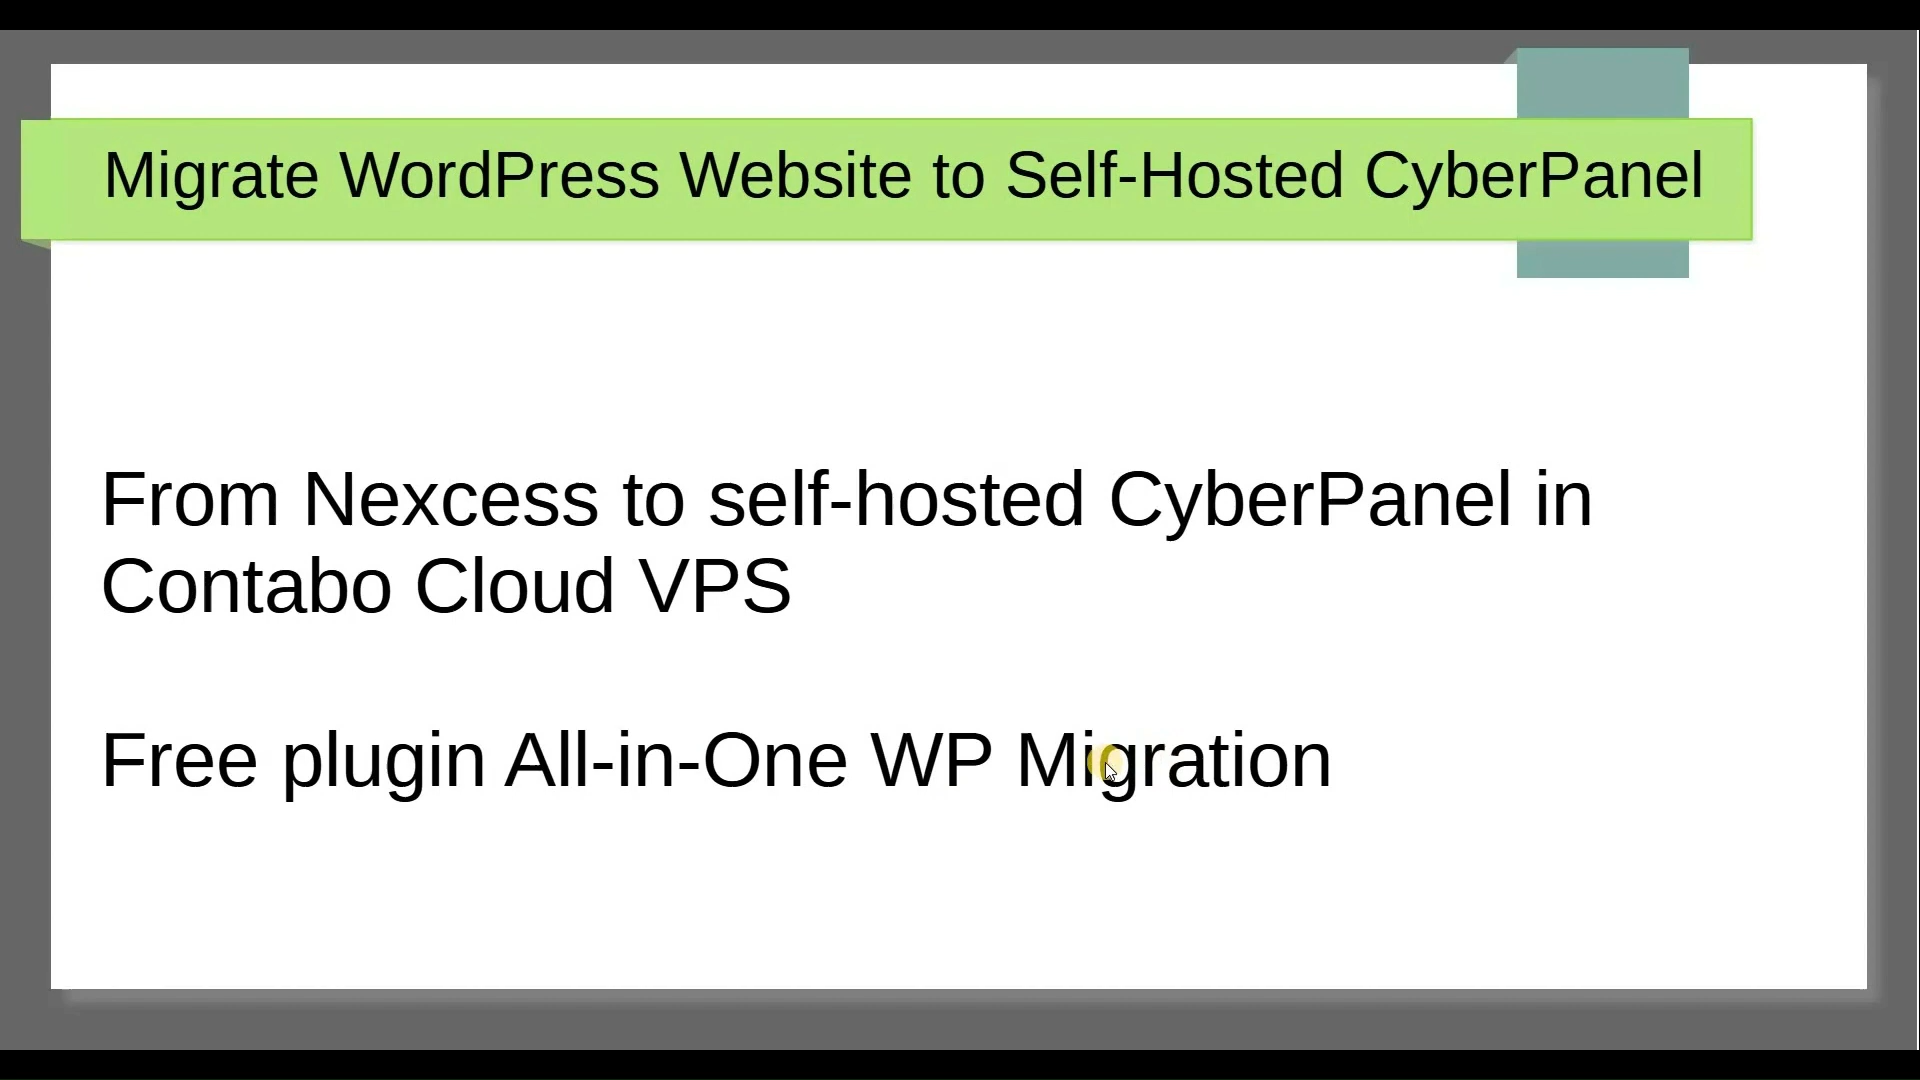 Migrate WordPress Website to Self-Hosted CyberPanel
From Nexcess to self-hosted CyberPanel in
Contabo Cloud VPS
Free plugin All-in-One WP Migration